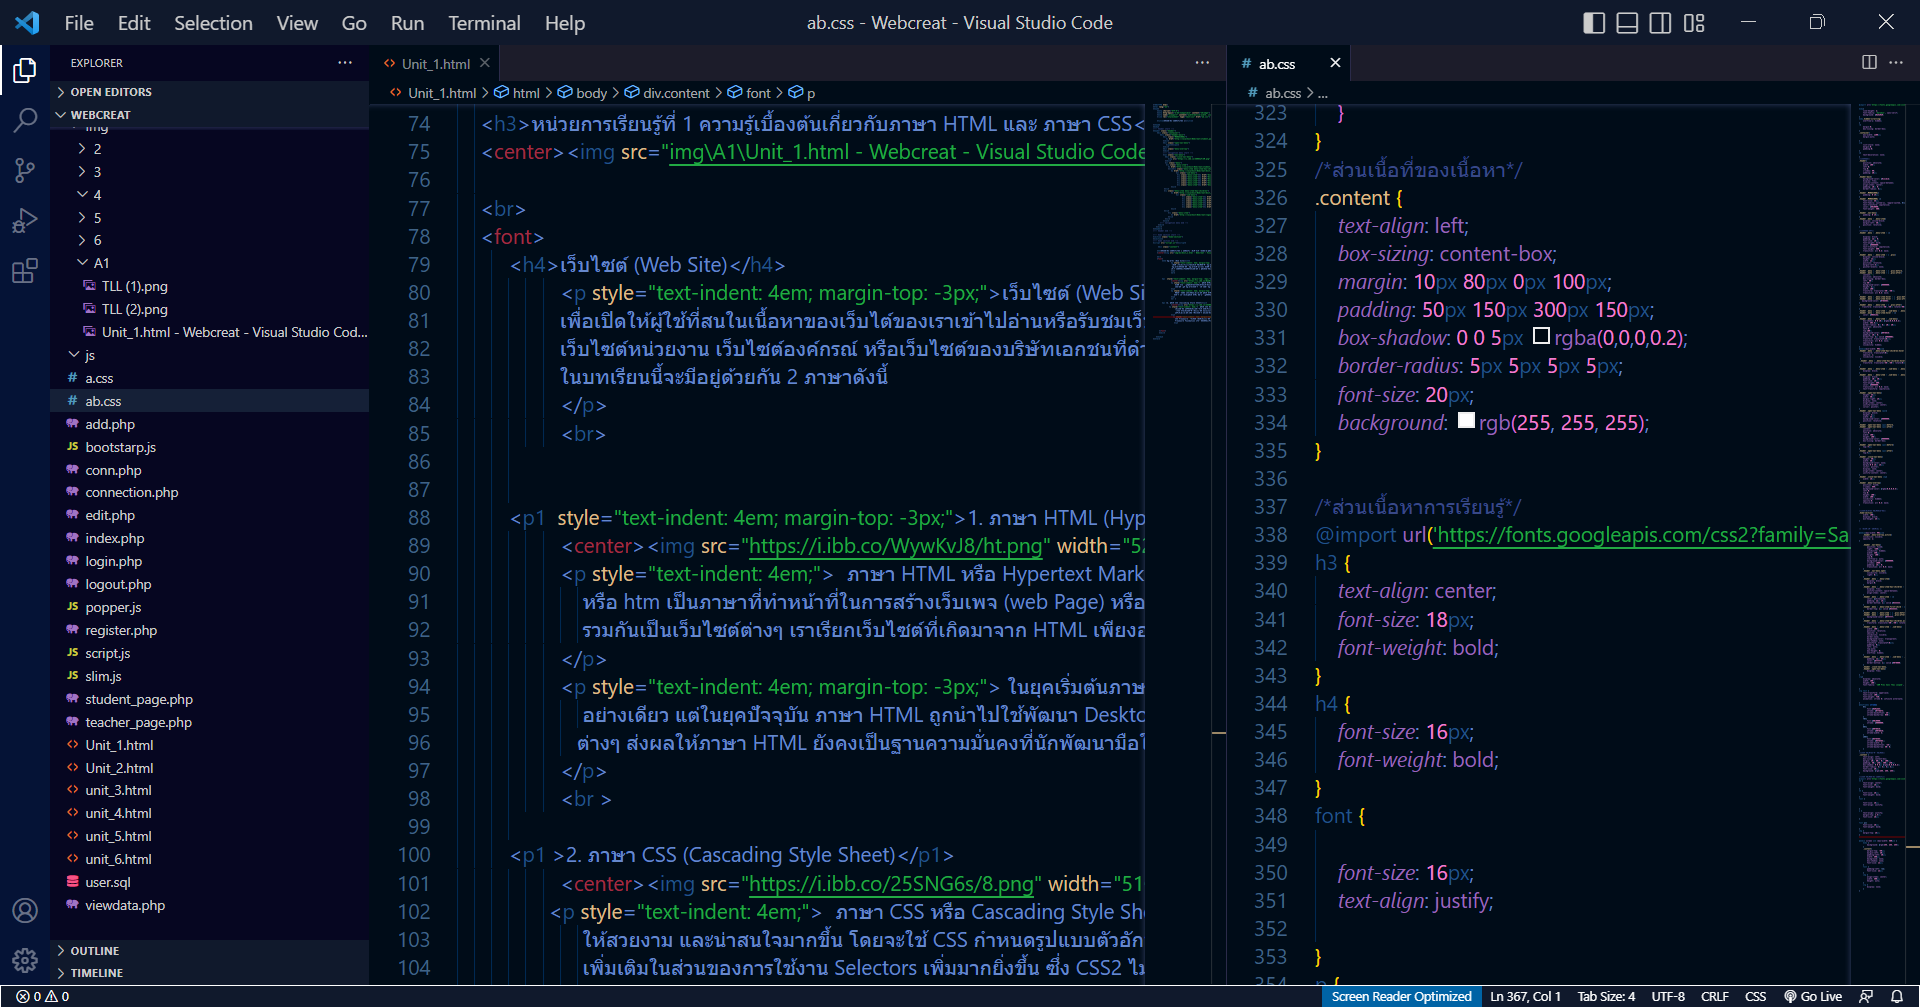 File Edit Selection View Go Run Terminal Help
ab.css - Webcreat - Visual Studio Code
EXPLORER
OPEN EDITORS
WEBCREAT
img
2
3
4
5
6
A1
TLL (1).png
TLL (2).png
Unit_1.html - Webcreat - Visual Studio Cod...
js
a.css
ab.css
add.php
bootstarp.js
conn.php
connection.php
edit.php
index.php
login.php
logout.php
popper.js
register.php
script.js
slim.js
student_page.php
teacher_page.php
Unit_1.html
Unit_2.html
unit_3.html
unit_4.html
unit_5.html
unit_6.html
user.sql
viewdata.php
OUTLINE
TIMELINE
Unit_1.html
Unit_1.html > html > body > div.content > font > p
74 <h3>หน่วยการเรียนรู้ที่ 1 ความรู้เบื้องต้นเกี่ยวกับภาษา HTML และ ภาษา CSS<
75 <center><img src="img\A1\Unit_1.html - Webcreat - Visual Studio Code
76
77 <br>
78 <font>
79 <h4>เว็บไซต์ (Web Site)</h4>
80 <p style="text-indent: 4em; margin-top: -3px;">เว็บไซต์ (Web Si
81 เพื่อเปิดให้ผู้ใช้ที่สนในเนื้อหาของเว็บไต์ของเราเข้าไปอ่านหรือรับชมเว็
82 เว็บไซต์หน่วยงาน เว็บไซต์องค์กรณ์ หรือเว็บไซต์ของบริษัทเอกชนที่ดำ
83 ในบทเรียนนี้จะมีอยู่ด้วยกัน 2 ภาษาดังนี้
84 </p>
85 <br>
86
87
88 <p1 style="text-indent: 4em; margin-top: -3px;">1. ภาษา HTML (Hyp
89 <center><img src="https://i.ibb.co/WywKvJ8/ht.png" width="52
90 <p style="text-indent: 4em;"> ภาษา HTML หรือ Hypertext Mark
91 หรือ htm เป็นภาษาที่ทำหน้าที่ในการสร้างเว็บเพจ (web Page) หรือ
92 รวมกันเป็นเว็บไซต์ต่างๆ เราเรียกเว็บไซต์ที่เกิดมาจาก HTML เพียงอ
93 </p>
94 <p style="text-indent: 4em; margin-top: -3px;"> ในยุคเริ่มต้นภาษ
95 อย่างเดียว แต่ในยุคปัจจุบัน ภาษา HTML ถูกนำไปใช้พัฒนา Deskto
96 ต่างๆ ส่งผลให้ภาษา HTML ยังคงเป็นฐานความมั่นคงที่นักพัฒนามือใ
97 </p>
98 <br >
99
100 <p1 >2. ภาษา CSS (Cascading Style Sheet)</p1>
101 <center><img src="https://i.ibb.co/25SNG6s/8.png" width="51
102 <p style="text-indent: 4em;"> ภาษา CSS หรือ Cascading Style She
103 ให้สวยงาม และน่าสนใจมากขึ้น โดยจะใช้ CSS กำหนดรูปแบบตัวอัก
104 เพิ่มเติมในส่วนของการใช้งาน Selectors เพิ่มมากยิ่งขึ้น ซึ่ง CSS2 ไม
ab.css
ab.css > ...
323 }
324 }
325 /*ส่วนเนื้อที่ของเนื้อหา*/
326 .content {
327 text-align: left;
328 box-sizing: content-box;
329 margin: 10px 80px 0px 100px;
330 padding: 50px 150px 300px 150px;
331 box-shadow: 0 0 5px rgba(0,0,0,0.2);
332 border-radius: 5px 5px 5px 5px;
333 font-size: 20px;
334 background: rgb(255, 255, 255);
335 }
336
337 /*ส่วนเนื้อหาการเรียนรู้*/
338 @import url('https://fonts.googleapis.com/css2?family=Sa
339 h3 {
340 text-align: center;
341 font-size: 18px;
342 font-weight: bold;
343 }
344 h4 {
345 font-size: 16px;
346 font-weight: bold;
347 }
348 font {
349
350 font-size: 16px;
351 text-align: justify;
352
353 }
354 p {
0 0
Screen Reader Optimized Ln 367, Col 1 Tab Size: 4 UTF-8 CRLF CSS Go Live